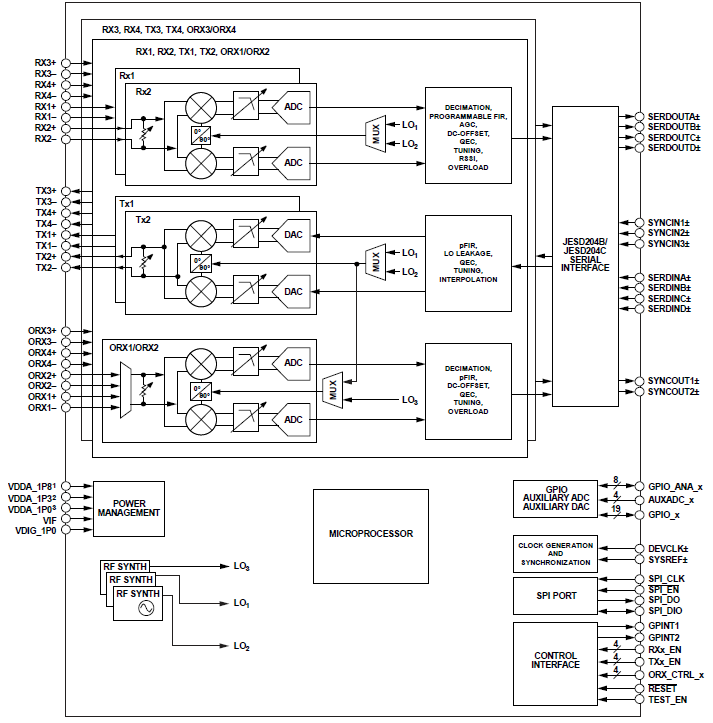 RX3, RX4, TX3, TX4, ORX3/ORX4
RX1, RX2, TX1, TX2, ORX1/ORX2
RX3+
RX3–
RX4+
RX4–
RX1+
RX1–
RX2+
RX2–
Rx1
Rx2
0°
90°
ADC
ADC
MUX
LO1
LO2
DECIMATION,
PROGRAMMABLE FIR,
AGC,
DC-OFFSET,
QEC,
TUNING,
RSSI,
OVERLOAD
TX3+
TX3–
TX4+
TX4–
TX1+
TX1–
TX2+
TX2–
Tx1
Tx2
0°
90°
DAC
DAC
MUX
LO1
LO2
pFIR,
LO LEAKAGE,
QEC,
TUNING,
INTERPOLATION
ORX3+
ORX3–
ORX4+
ORX4–
ORX2+
ORX2–
ORX1+
ORX1–
ORX1/ORX2
0°
90°
ADC
ADC
MUX
LO3
DECIMATION,
pFIR,
AGC,
DC-OFFSET,
QEC,
TUNING,
OVERLOAD
JESD204B/
JESD204C
SERIAL
INTERFACE
SERDOUTA±
SERDOUTB±
SERDOUTC±
SERDOUTD±
SYNCIN1±
SYNCIN2±
SYNCIN3±
SERDINA±
SERDINB±
SERDINC±
SERDIND±
SYNCOUT1±
SYNCOUT2±
VDDA_1P8¹
VDDA_1P3²
VDDA_1P0³
VIF
VDIG_1P0
POWER
MANAGEMENT
RF SYNTH
RF SYNTH
RF SYNTH
LO3
LO1
LO2
MICROPROCESSOR
GPIO
AUXILIARY ADC
AUXILIARY DAC
8
4
19
GPIO_ANA_x
AUXADC_x
GPIO_x
CLOCK GENERATION
AND
SYNCHRONIZATION
DEVCLK±
SYSREF±
SPI PORT
SPI_CLK
SPI_EN
SPI_DO
SPI_DIO
CONTROL
INTERFACE
4
4
4
GPINT1
GPINT2
RXx_EN
TXx_EN
ORX_CTRL_x
RESET
TEST_EN